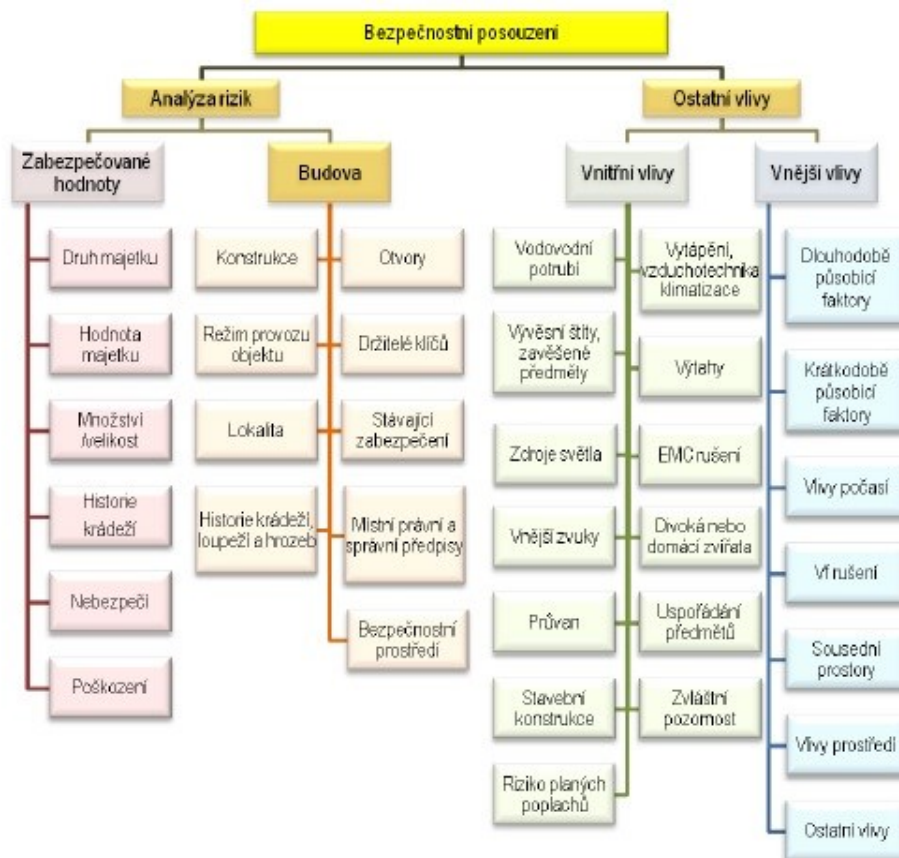 Bezpečnostní posouzení
Analýza rizik
Ostatní vlivy
Zabezpečované
hodnoty
Budova
Vnitřní vlivy
Vnější vlivy
Druh majetku
Hodnota
majetku
Množství
/velikost
Historie
krádeží
Nebezpečí
Poškození
Konstrukce
Otvory
Režim provozu
objektu
Držitelé klíčů
Lokalita
Stávající
zabezpečení
Historie krádeží,
loupeží a hrozeb
Místní právní a
správní předpisy
Bezpečnostní
prostředí
Vodovodní
potrubí
Vytápění,
vzduchotechnika
klimatizace
Vývěsní štíty,
zavěšené
předměty
Výtahy
Zdroje světla
EMC rušení
Vnější zvuky
Divoká nebo
domácí zvířata
Průvan
Uspořádání
předmětů
Stavební
konstrukce
Zvláštní
pozornost
Riziko planých
poplachů
Dlouhodobě
působící
faktory
Krátkodobě
působící
faktory
Vlivy počasí
Vf rušení
Sousední
prostory
Vlivy prostředí
Ostatní vlivy